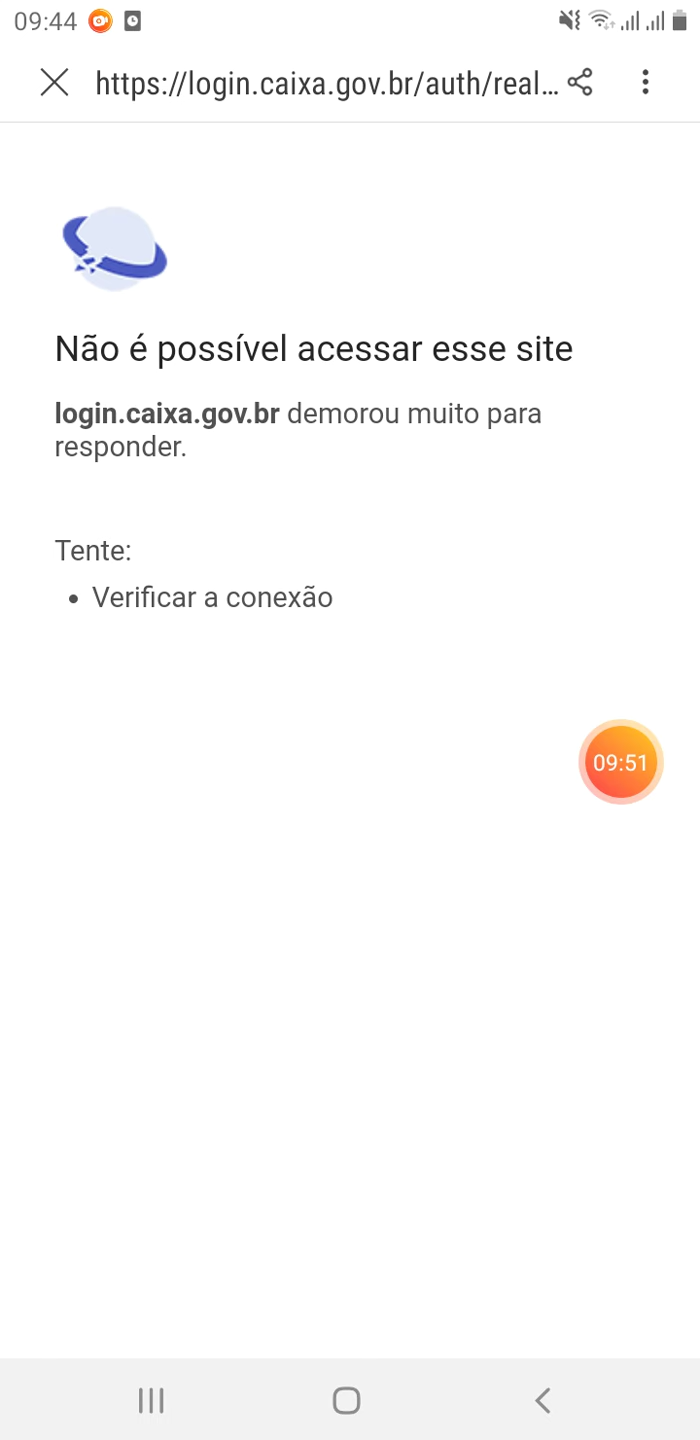 09:44
https://login.caixa.gov.br/auth/real...
Não é possível acessar esse site
login.caixa.gov.br demorou muito para
responder.
Tente:
• Verificar a conexão
09:51